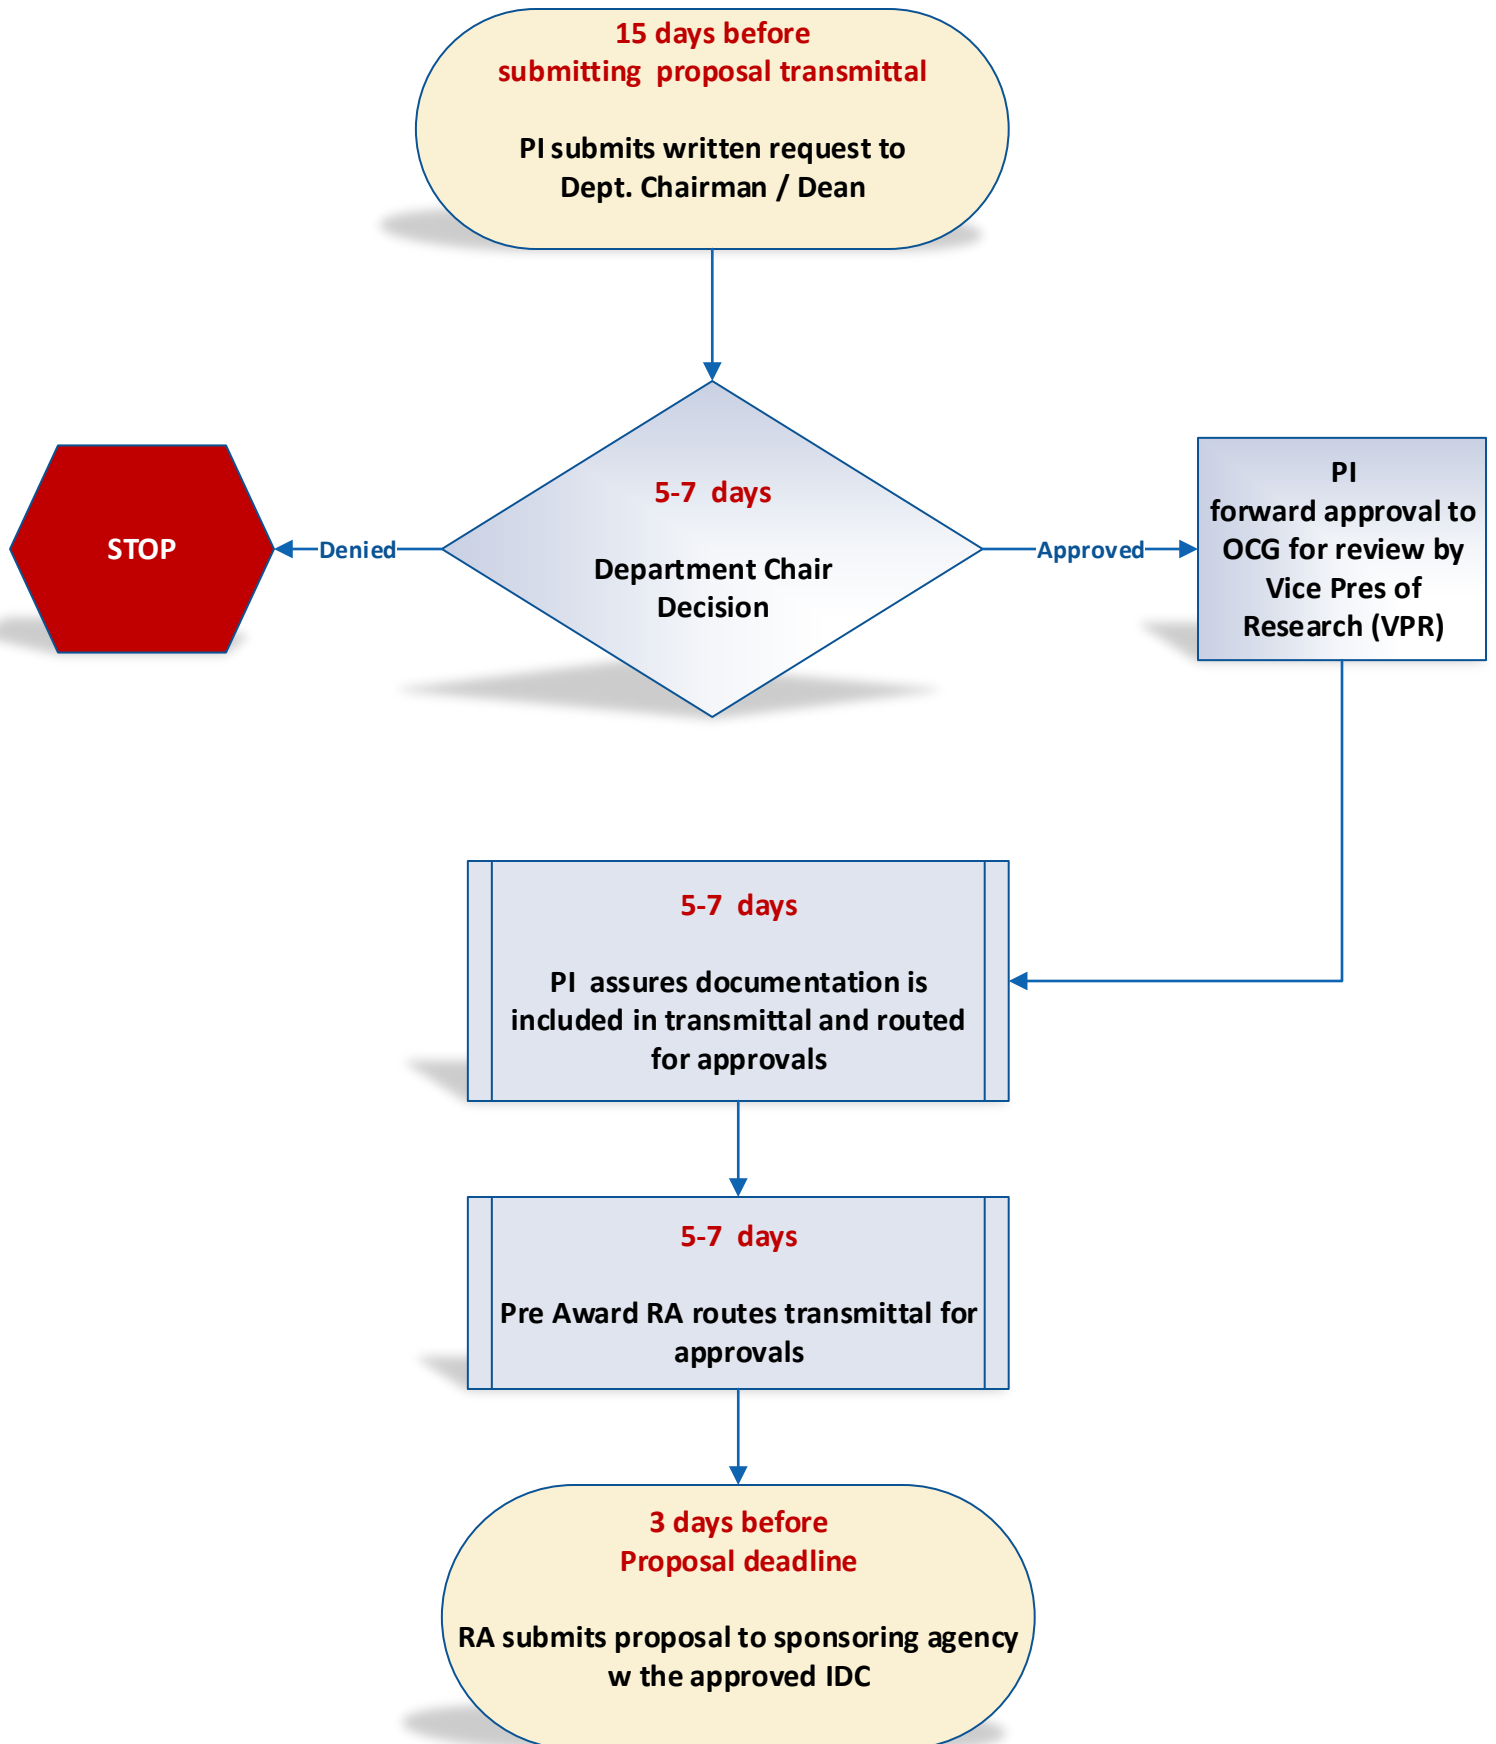 15 days before
submitting proposal transmittal
PI submits written request to
Dept. Chairman / Dean
5-7 days
Department Chair
Decision
Denied
STOP
Approved
PI
forward approval to
OCG for review by
Vice Pres of
Research (VPR)
5-7 days
PI assures documentation is
included in transmittal and routed
for approvals
5-7 days
Pre Award RA routes transmittal for
approvals
3 days before
Proposal deadline
RA submits proposal to sponsoring agency
w the approved IDC